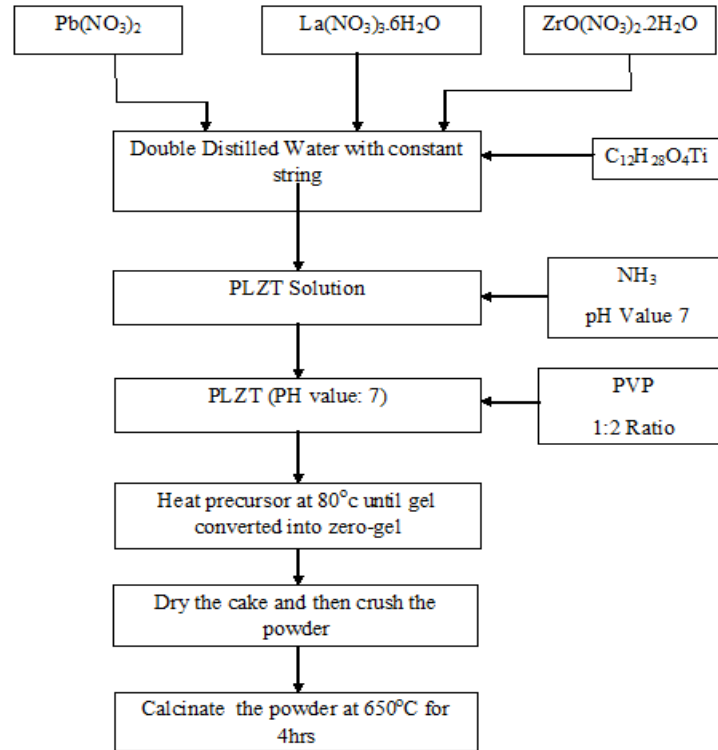 Pb(NO₃)₂
La(NO₃)₃.6H₂O
ZrO(NO₃)₂.2H₂O
Double Distilled Water with constant
string
C₁₂H₂₈O₄Ti
PLZT Solution
NH₃
pH Value 7
PLZT (PH value: 7)
PVP
1:2 Ratio
Heat precursor at 80°c until gel
converted into zero-gel
Dry the cake and then crush the
powder
Calcinate the powder at 650°C for
4hrs